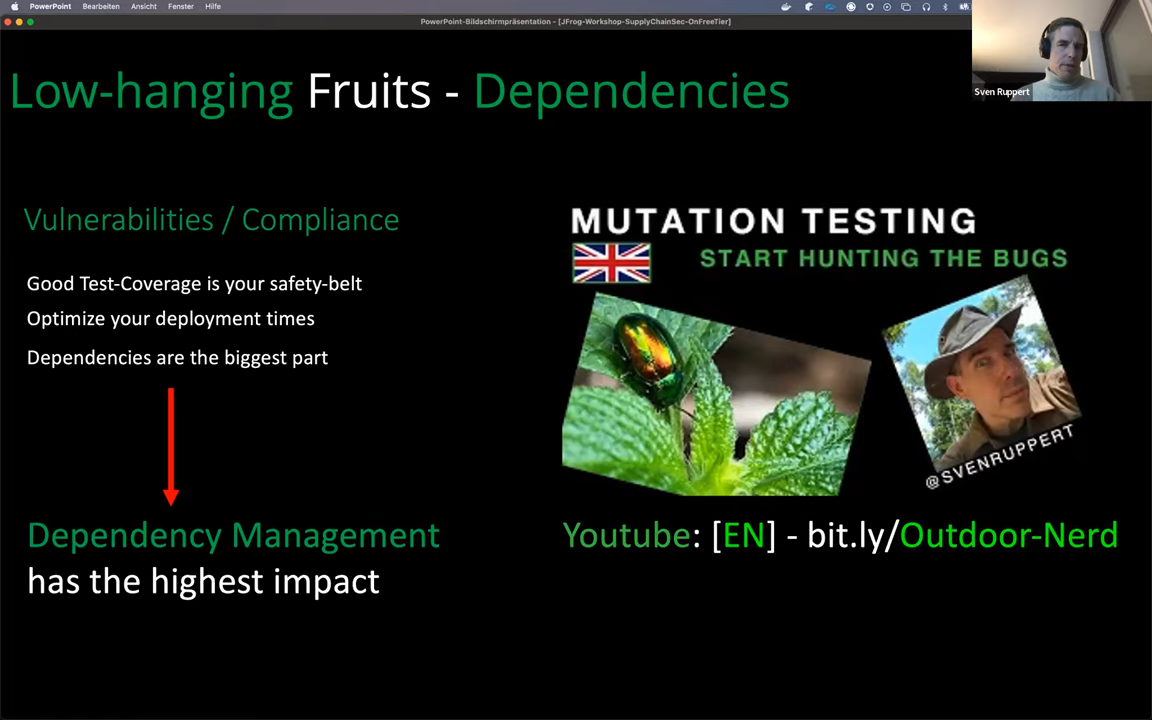 PowerPoint Bearbeiten Ansicht Fenster Hilfe
PowerPoint-Bildschirmpräsentation - [JFrog-Workshop-SupplyChainSec-OnFreeTier]
Sven Ruppert
Low-hanging Fruits - Dependencies
Vulnerabilities / Compliance
Good Test-Coverage is your safety-belt
Optimize your deployment times
Dependencies are the biggest part
Dependency Management
has the highest impact
MUTATION TESTING
START HUNTING THE BUGS
@SVENRUPPERT
Youtube: [EN] - bit.ly/Outdoor-Nerd